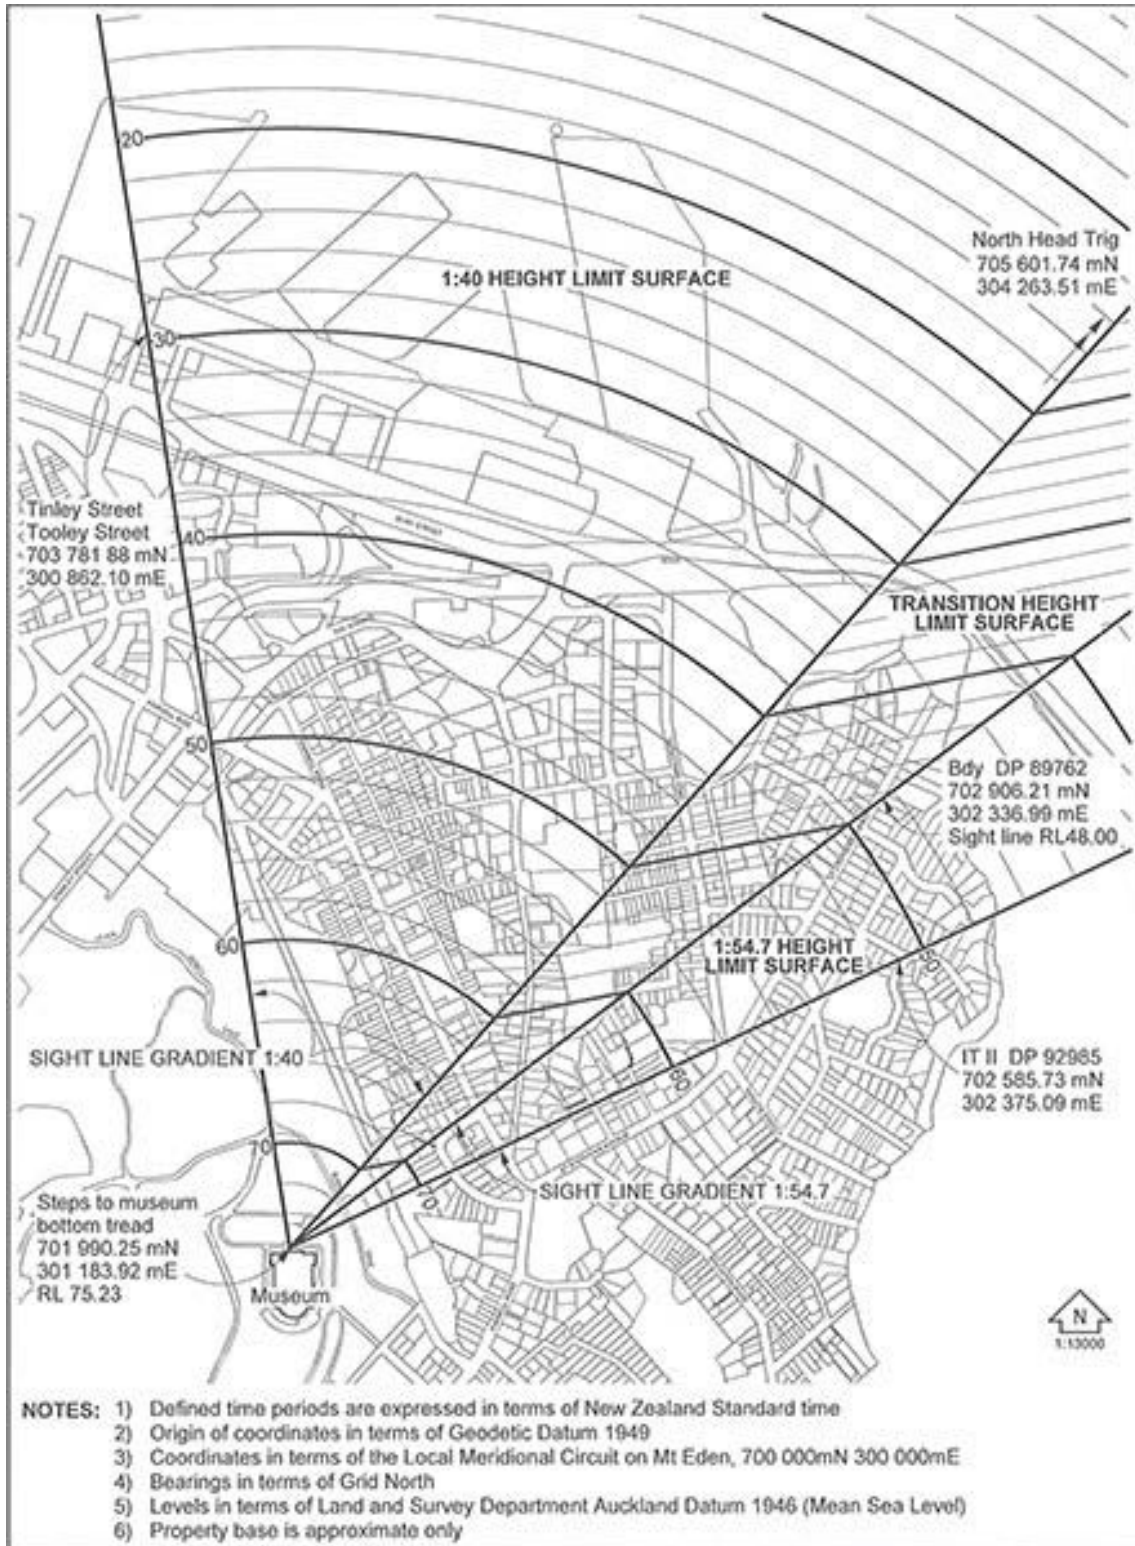 20
North Head Trig
705 601.74 mN
304 263.51 mE
1:40 HEIGHT LIMIT SURFACE
30
Tinley Street
Tooley Street
703 781 88 mN
300 862.10 mE
40
TRANSITION HEIGHT
LIMIT SURFACE
50
Bdy DP 89762
702 906.21 mN
302 336.99 mE
Sight line RL48.00
60
1:54.7 HEIGHT
LIMIT SURFACE
50
SIGHT LINE GRADIENT 1:40
60
IT II DP 92985
702 585.73 mN
302 375.09 mE
70
70
SIGHT LINE GRADIENT 1:54.7
Steps to museum
bottom tread
701 990.25 mN
301 183.92 mE
RL 75.23
Museum
N
1:13000
NOTES: 1) Defined time periods are expressed in terms of New Zealand Standard time
2) Origin of coordinates in terms of Geodetic Datum 1949
3) Coordinates in terms of the Local Meridional Circuit on Mt Eden, 700 000mN 300 000mE
4) Bearings in terms of Grid North
5) Levels in terms of Land and Survey Department Auckland Datum 1946 (Mean Sea Level)
6) Property base is approximate only